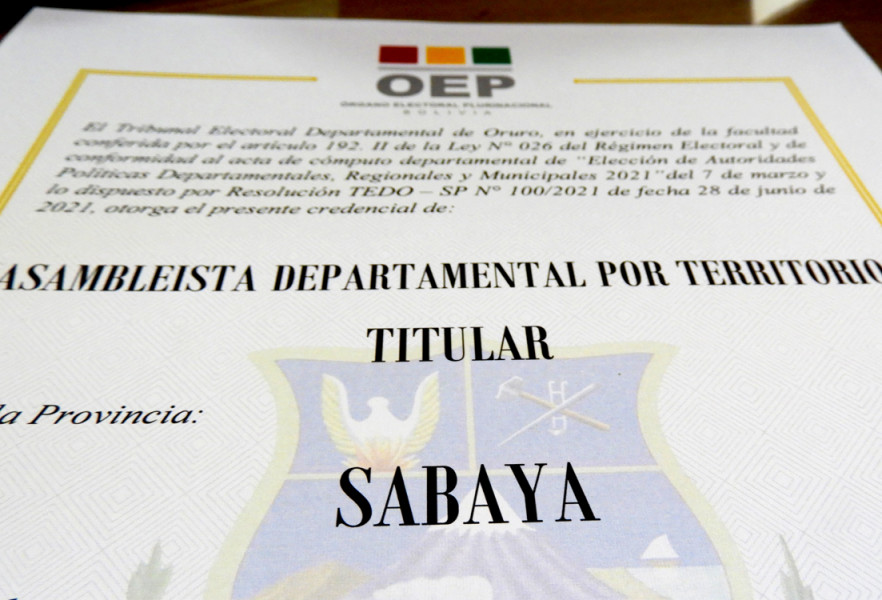 OEP
ÓRGANO ELECTORAL PLURINACIONAL
BOLIVIA
El Tribunal Electoral Departamental de Oruro, en ejercicio de la facultad
conferida por el artículo 192. II de la Ley N° 026 del Régimen Electoral y de
conformidad al acta de cómputo departamental de "Elección de Autoridades
Políticas Departamentales, Regionales y Municipales 2021" del 7 de marzo y
lo dispuesto por Resolución TEDO – SP N° 100/2021 de fecha 28 de junio de
2021, otorga el presente credencial de:
ASAMBLEISTA DEPARTAMENTAL POR TERRITORIO
TITULAR
la Provincia:
SABAYA